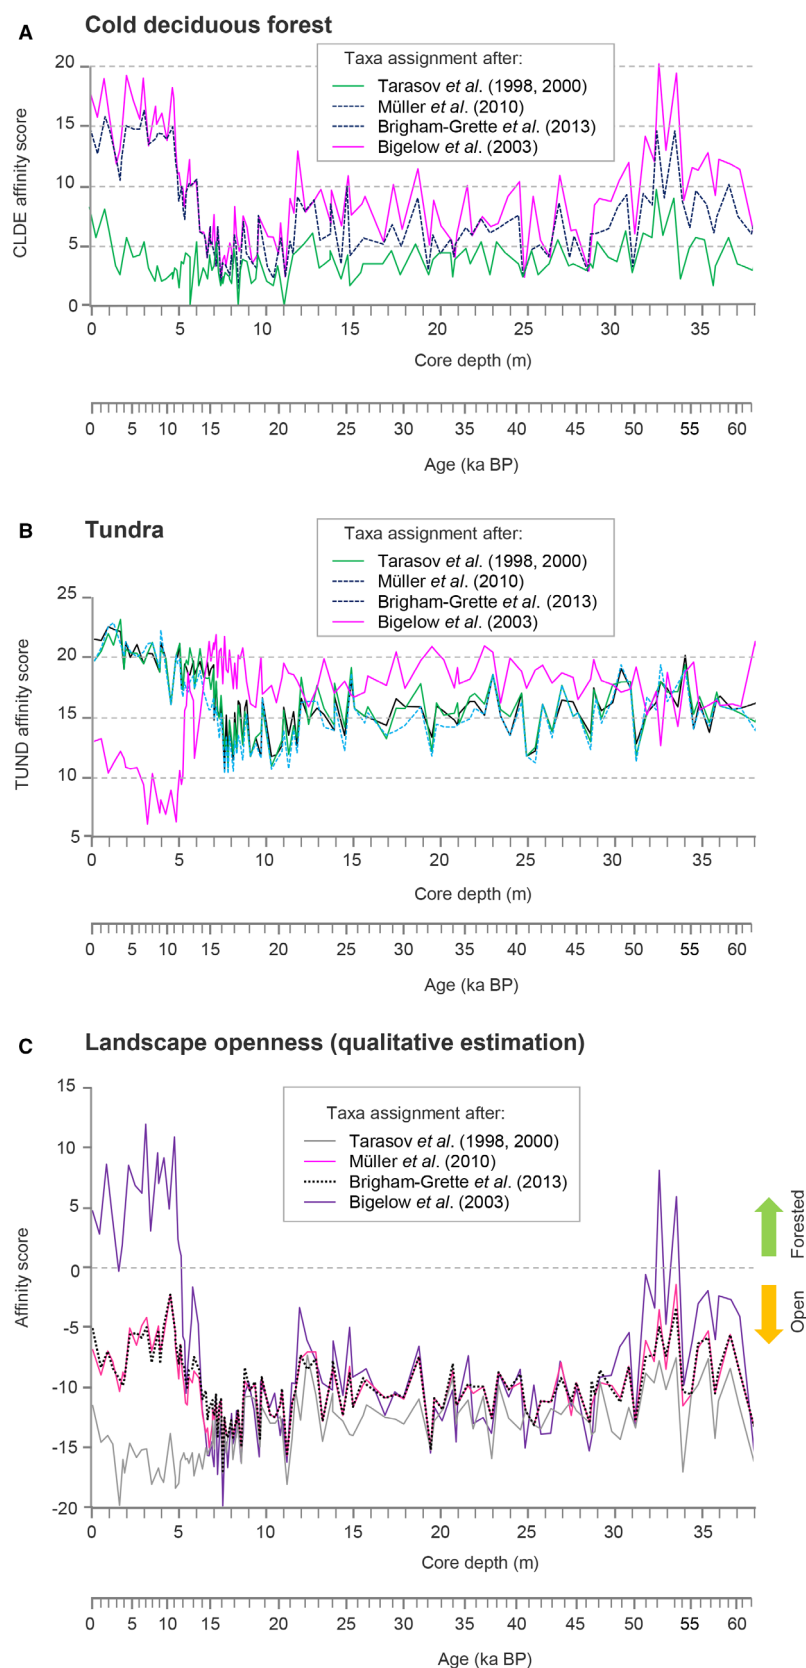 A
Cold deciduous forest
Taxa assignment after:
Tarasov et al. (1998, 2000)
Müller et al. (2010)
Brigham-Grette et al. (2013)
Bigelow et al. (2003)
CLDE affinity score
20
15
10
5
0
0 5 10 15 20 25 30 35
Core depth (m)
0 5 10 15 20 25 30 35 40 45 50 55 60
Age (ka BP)
B
Tundra
Taxa assignment after:
Tarasov et al. (1998, 2000)
Müller et al. (2010)
Brigham-Grette et al. (2013)
Bigelow et al. (2003)
TUND affinity score
25
20
15
10
5
0 5 10 15 20 25 30 35
Core depth (m)
0 5 10 15 20 25 30 35 40 45 50 55 60
Age (ka BP)
C
Landscape openness (qualitative estimation)
Taxa assignment after:
Tarasov et al. (1998, 2000)
Müller et al. (2010)
Brigham-Grette et al. (2013)
Bigelow et al. (2003)
Affinity score
15
10
5
0
-5
-10
-15
-20
Forested
Open
0 5 10 15 20 25 30 35
Core depth (m)
0 5 10 15 20 25 30 35 40 45 50 55 60
Age (ka BP)